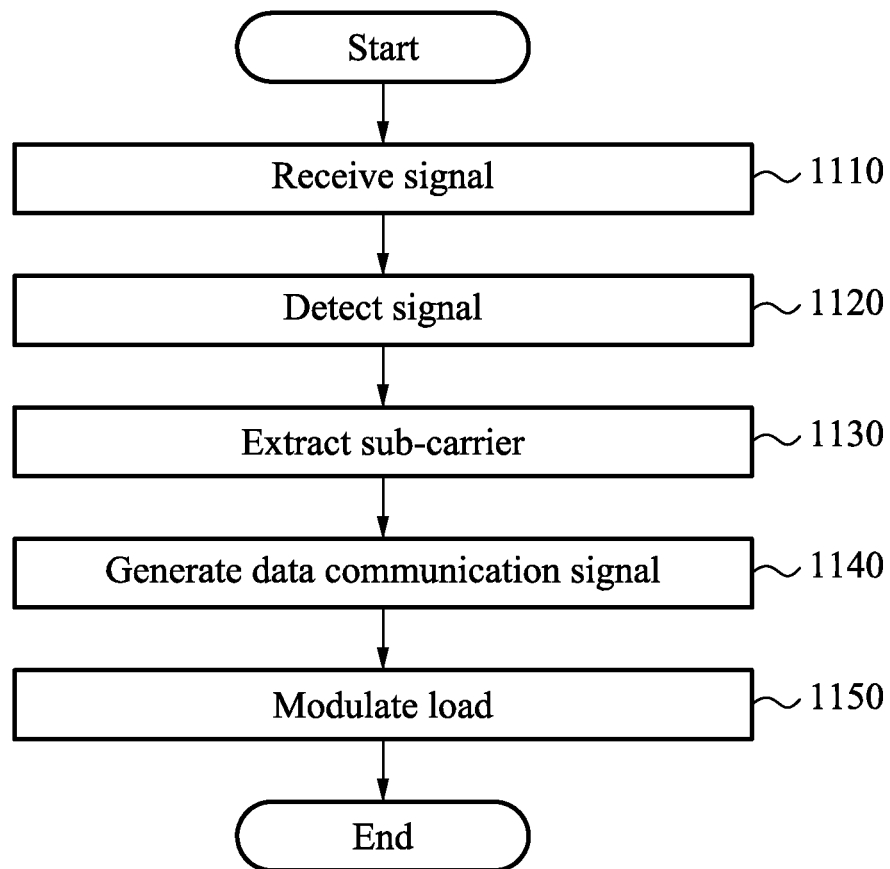 Start
Receive signal
1110
Detect signal
1120
Extract sub-carrier
1130
Generate data communication signal
1140
Modulate load
1150
End